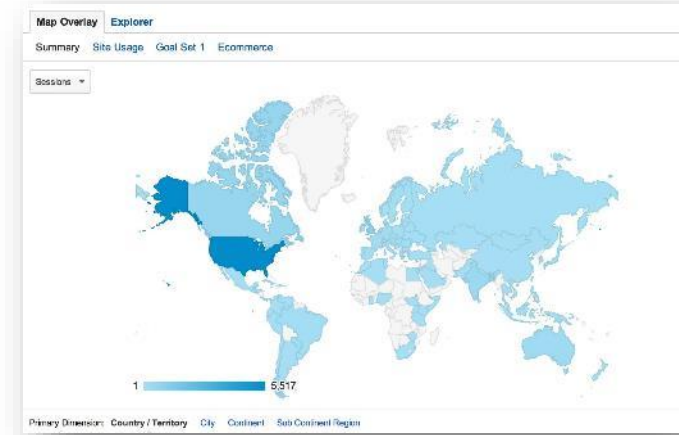 Map Overlay Explorer
Summary Site Usage Goal Set 1 Ecommerce
Sessions
1 5,517
Primary Dimension: Country / Territory City Continent Sub Continent Region